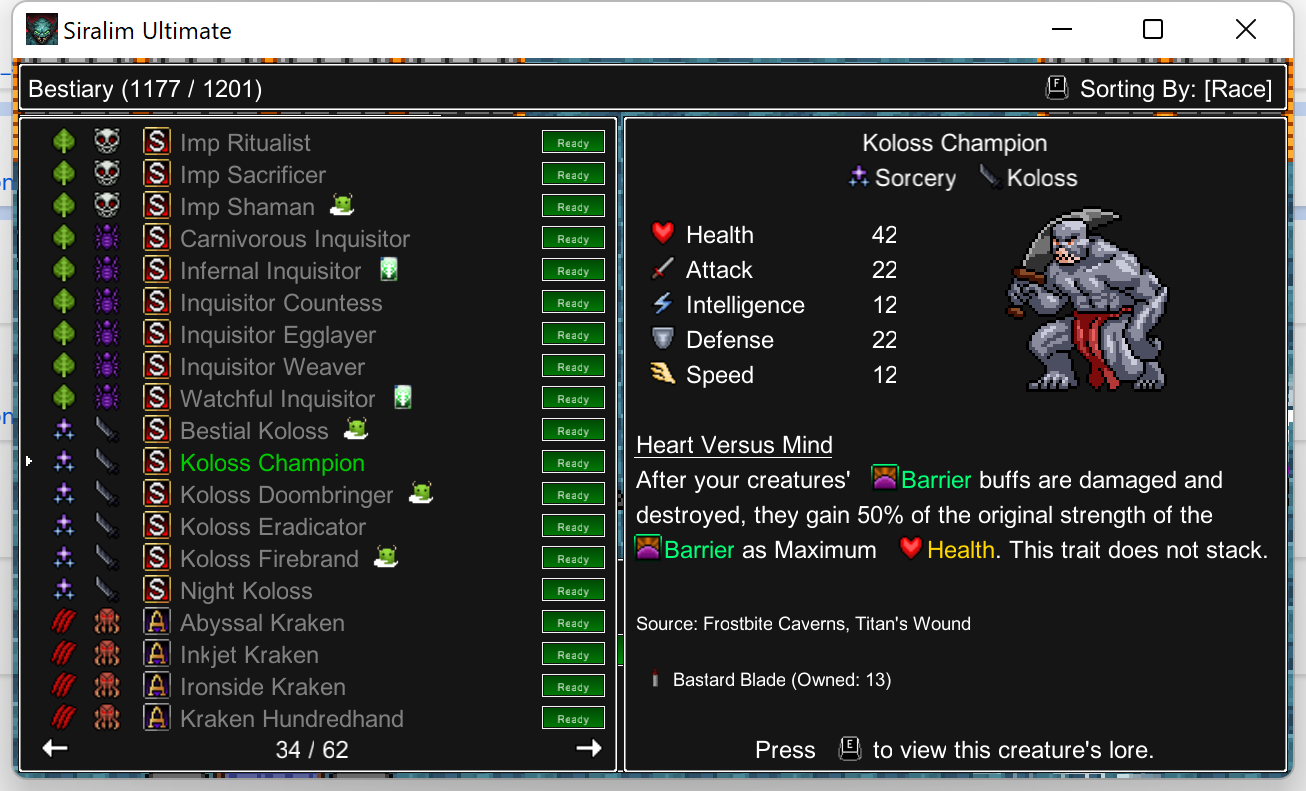 Siralim Ultimate
Bestiary (1177 / 1201)
F Sorting By: [Race]
S Imp Ritualist Ready
S Imp Sacrificer Ready
S Imp Shaman Ready
S Carnivorous Inquisitor Ready
S Infernal Inquisitor Ready
S Inquisitor Countess Ready
S Inquisitor Egglayer Ready
S Inquisitor Weaver Ready
S Watchful Inquisitor Ready
S Bestial Koloss Ready
S Koloss Champion Ready
S Koloss Doombringer Ready
S Koloss Eradicator Ready
S Koloss Firebrand Ready
S Night Koloss Ready
A Abyssal Kraken Ready
A Inkjet Kraken Ready
A Ironside Kraken Ready
A Kraken Hundredhand Ready
34 / 62
Koloss Champion
Sorcery Koloss
Health 42
Attack 22
Intelligence 12
Defense 22
Speed 12
Heart Versus Mind
After your creatures' Barrier buffs are damaged and
destroyed, they gain 50% of the original strength of the
Barrier as Maximum Health. This trait does not stack.
Source: Frostbite Caverns, Titan's Wound
Bastard Blade (Owned: 13)
Press E to view this creature's lore.